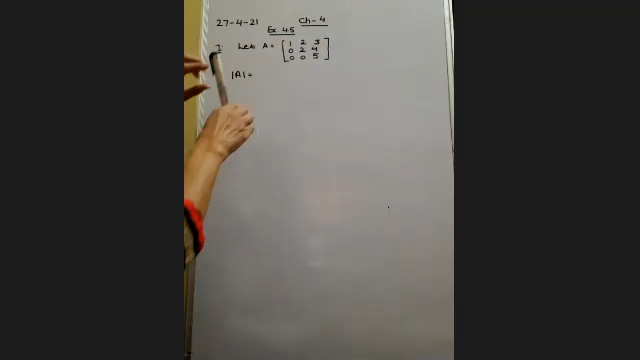 27-4-21 Ch-4
Ex 4.5
7. Let A = [ 1 2 3
0 2 4
0 0 5 ]
|A| =